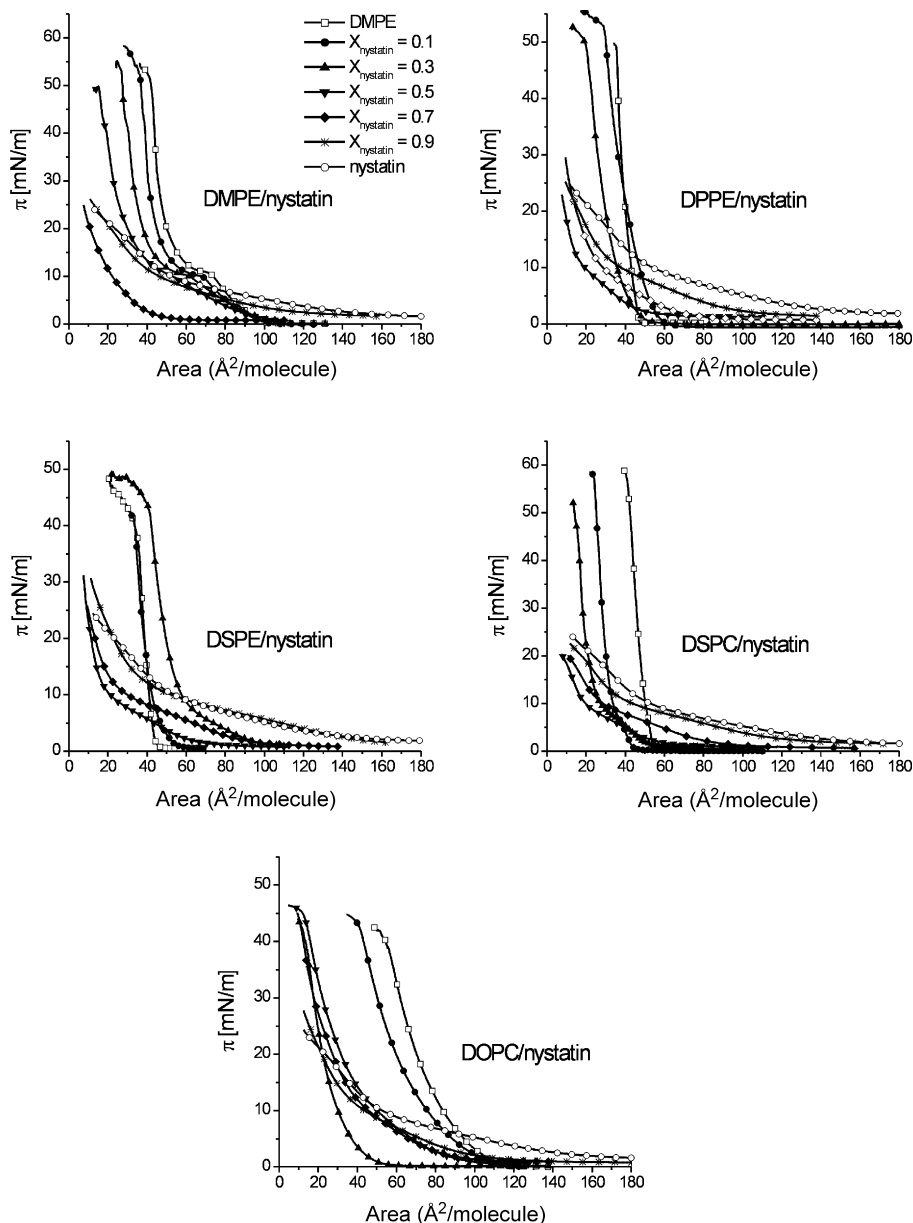 DMPE
X nystatin = 0.1
X nystatin = 0.3
X nystatin = 0.5
X nystatin = 0.7
X nystatin = 0.9
nystatin
60
50
40
30
20
10
0
π [mN/m]
DMPE/nystatin
0 20 40 60 80 100 120 140 160 180
Area (Å²/molecule)
50
40
30
20
10
0
π [mN/m]
DPPE/nystatin
0 20 40 60 80 100 120 140 160 180
Area (Å²/molecule)
50
40
30
20
10
0
π [mN/m]
DSPE/nystatin
0 20 40 60 80 100 120 140 160 180
Area (Å²/molecule)
60
50
40
30
20
10
0
π [mN/m]
DSPC/nystatin
0 20 40 60 80 100 120 140 160 180
Area (Å²/molecule)
50
40
30
20
10
0
π [mN/m]
DOPC/nystatin
0 20 40 60 80 100 120 140 160 180
Area (Å²/molecule)